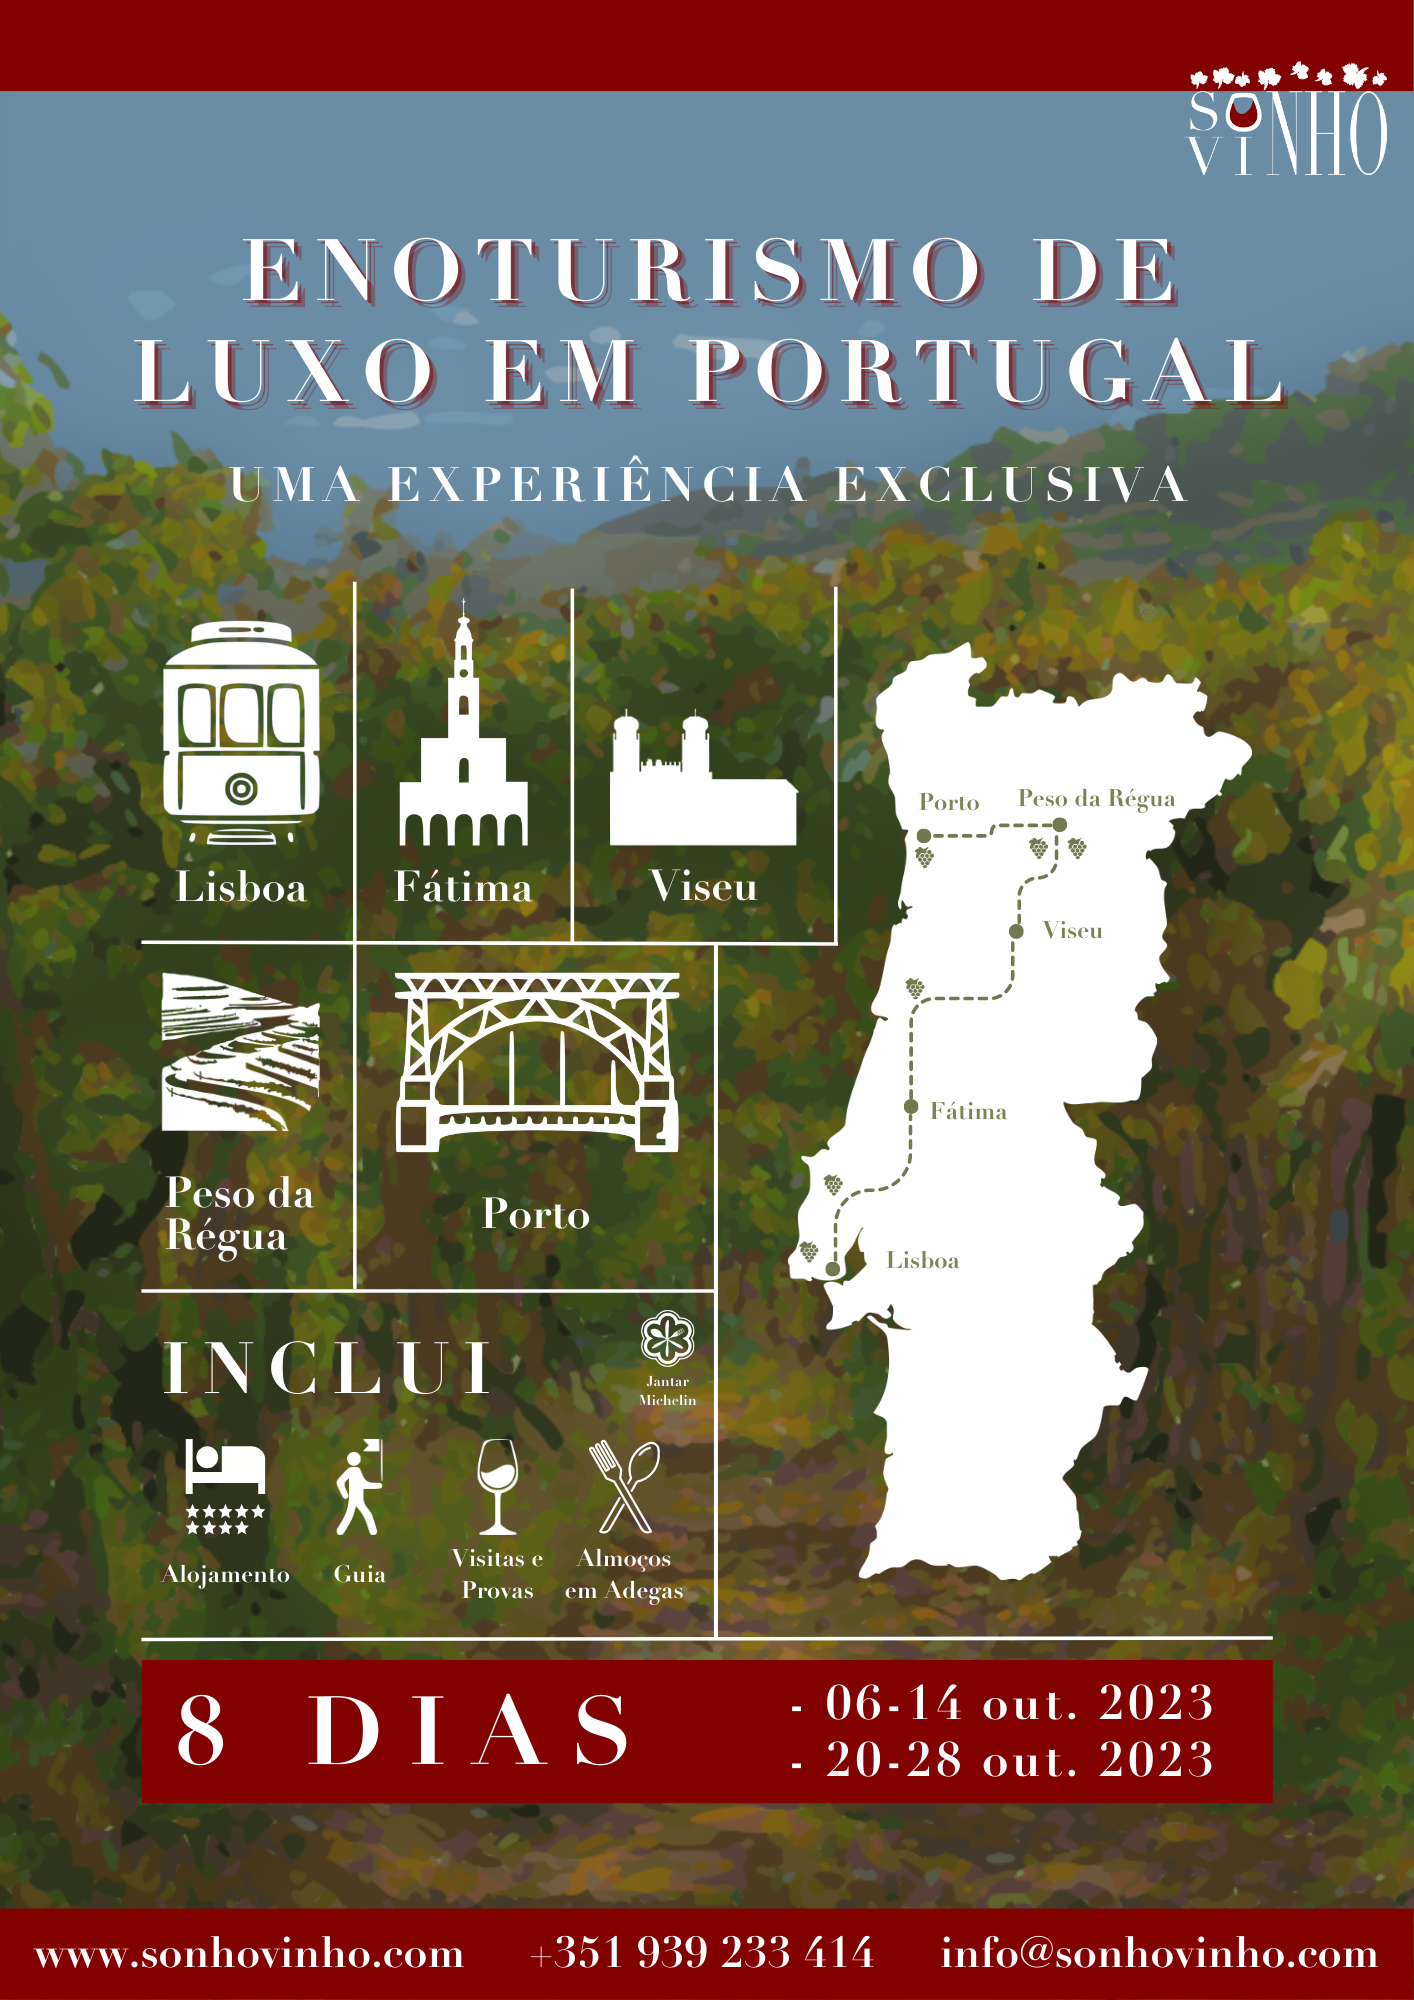 SONHO
VINHO
ENOTURISMO DE
LUXO EM PORTUGAL
UMA EXPERIÊNCIA EXCLUSIVA
Lisboa
Fátima
Viseu
Peso da
Régua
Porto
Porto
Peso da Régua
Viseu
Fátima
Lisboa
INCLUI
Jantar
Michelin
Alojamento
Guia
Visitas e
Provas
Almoços
em Adegas
8 DIAS
- 06-14 out. 2023
- 20-28 out. 2023
www.sonhovinho.com
+351 939 233 414
info@sonhovinho.com